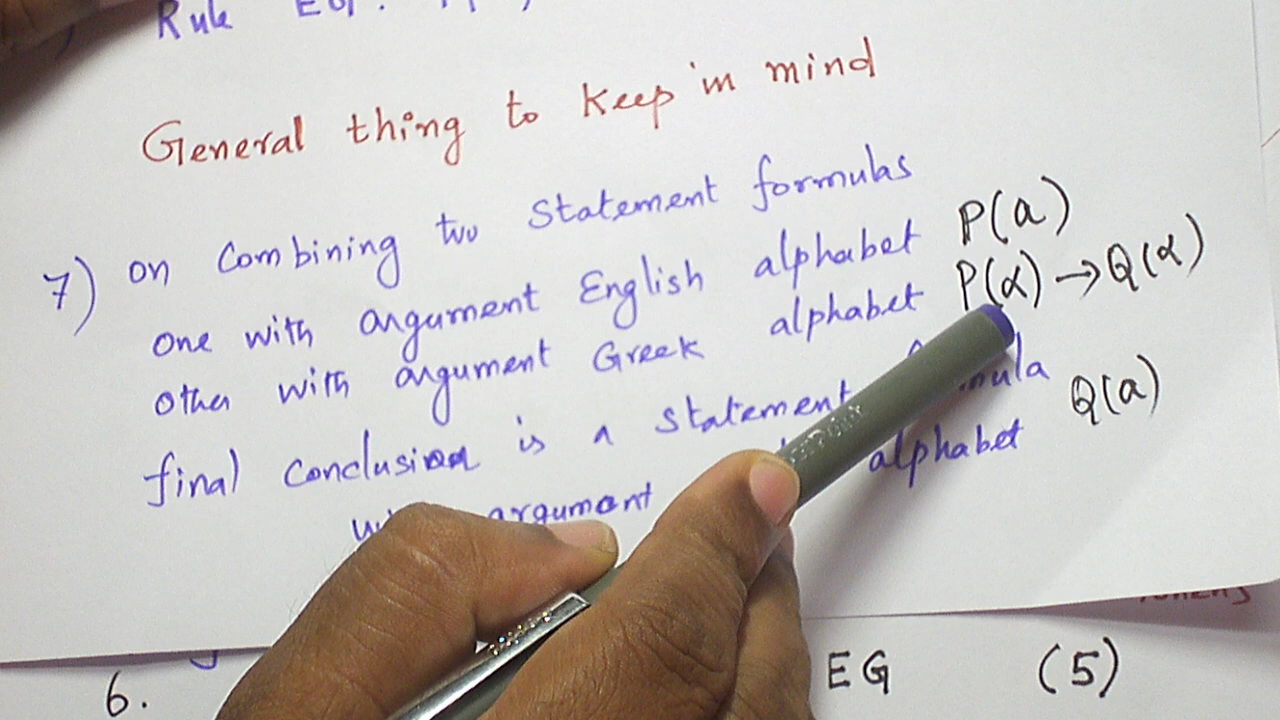 Rule
General thing to keep in mind
7) on Combining two Statement formulas
one with argument English alphabet P(a)
other with argument Greek alphabet P(α) → Q(α)
final Conclusion is a statement
argument alphabet Q(a)
6. EG (5)